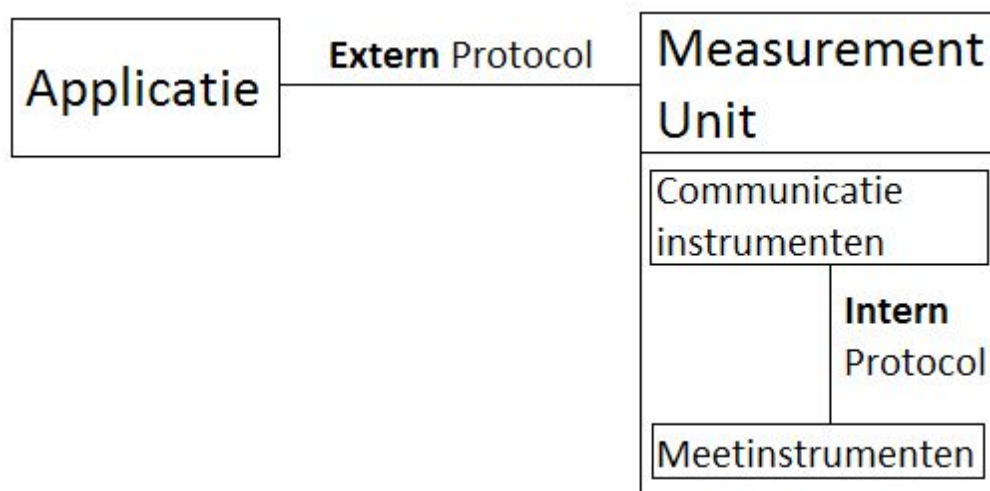 Applicatie
Extern Protocol
Measurement
Unit
Communicatie
instrumenten
Intern
Protocol
Meetinstrumenten